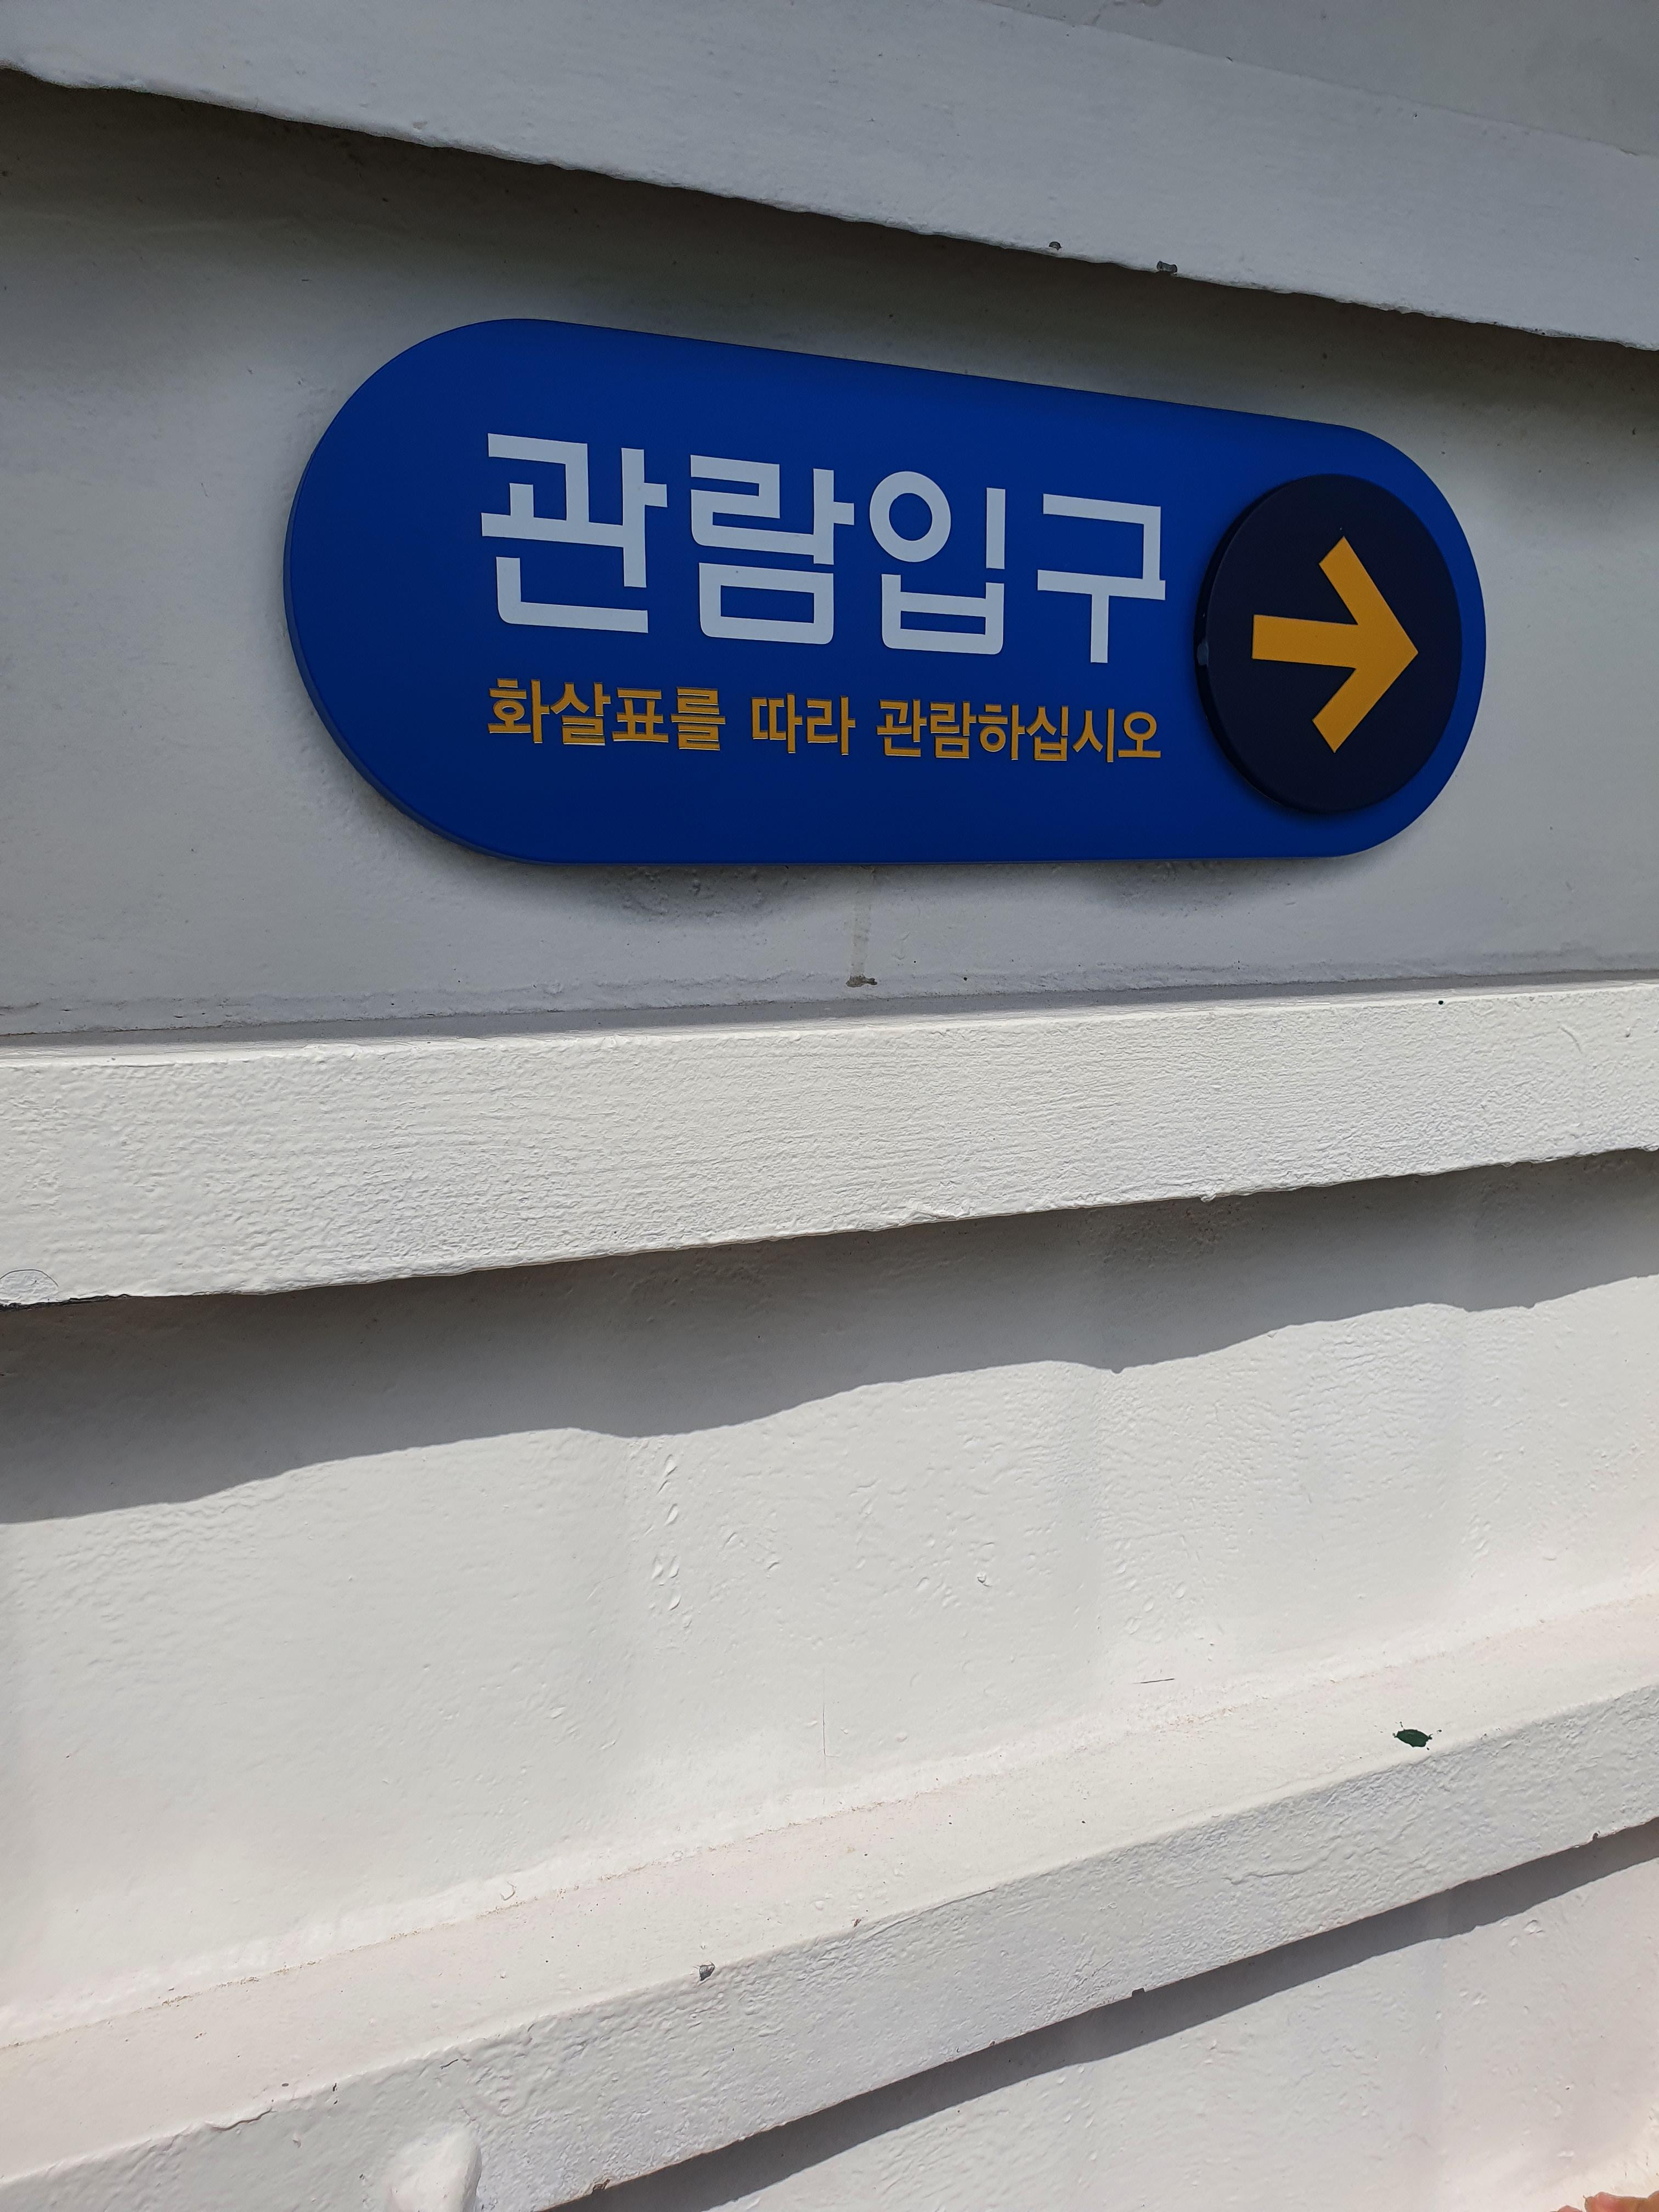 관람입구
화살표를 따라 관람하십시오